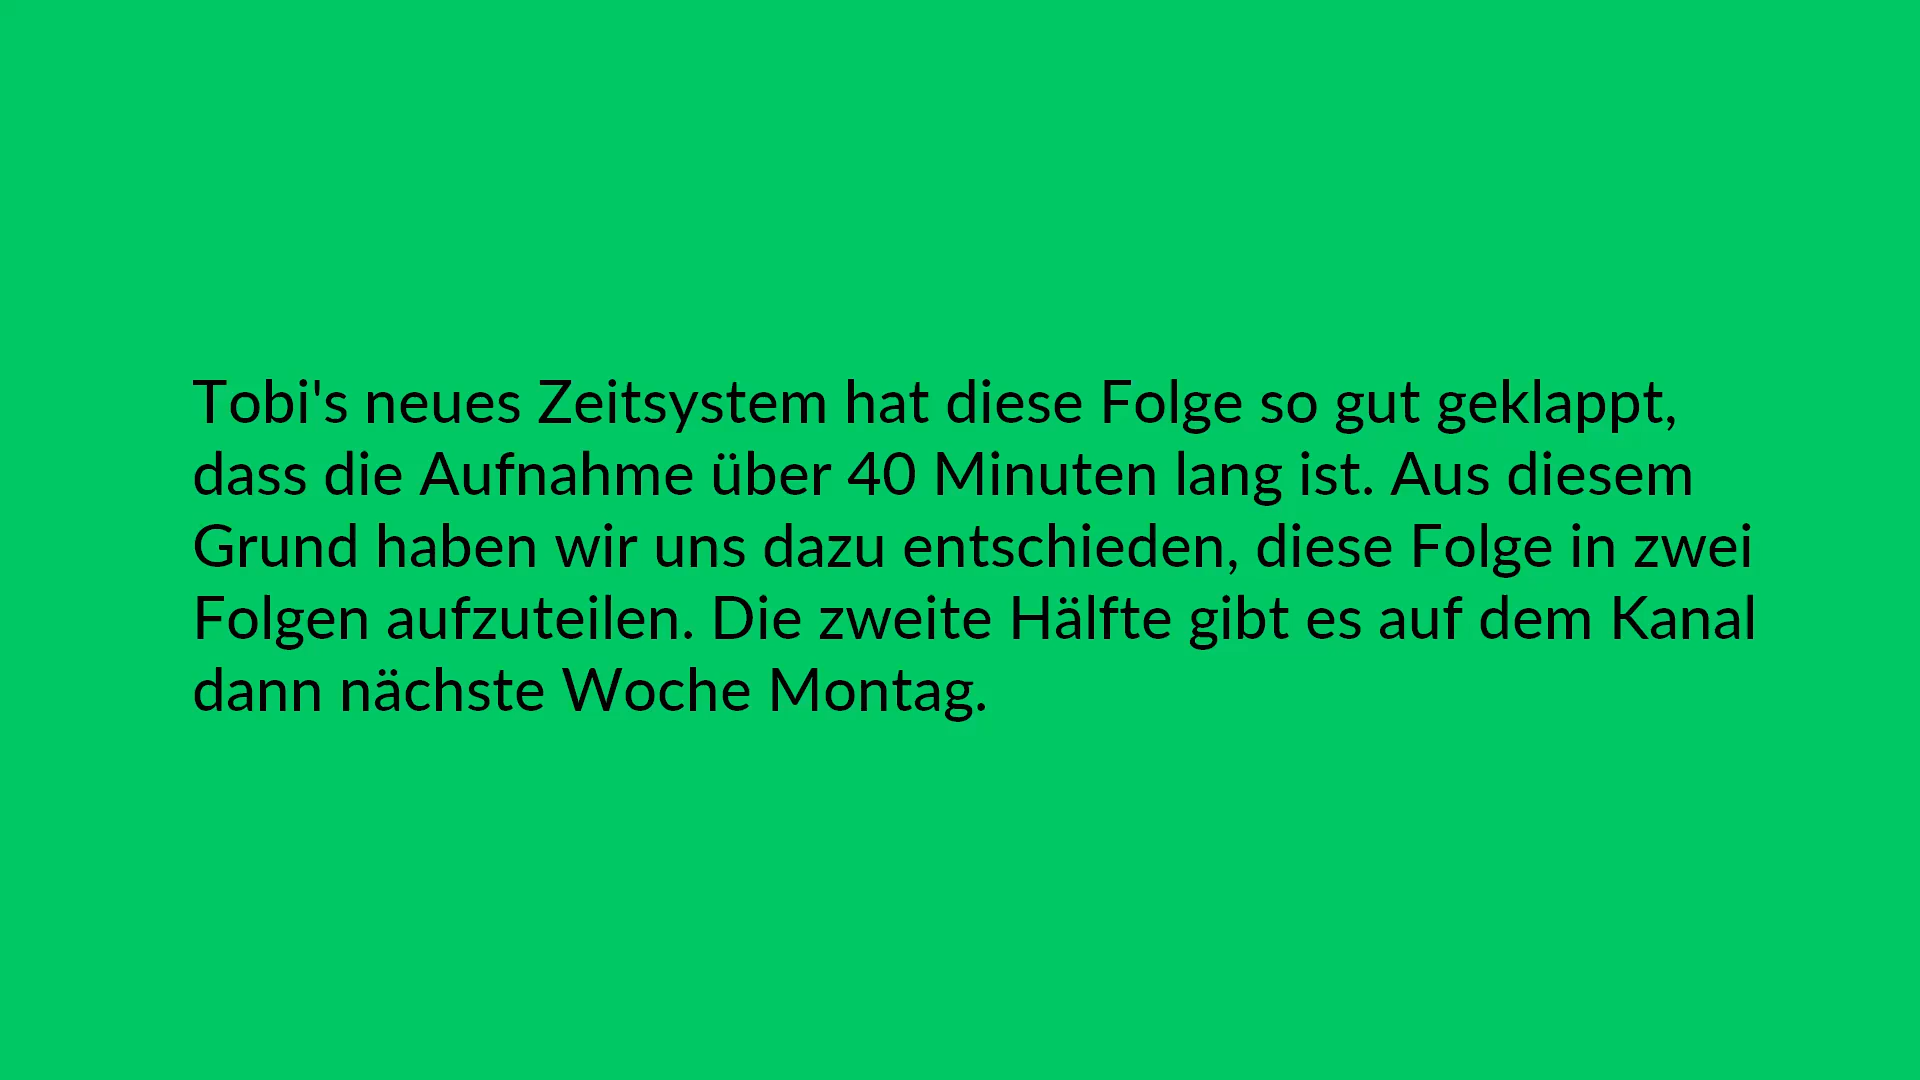 Tobi's neues Zeitsystem hat diese Folge so gut geklappt,
dass die Aufnahme über 40 Minuten lang ist. Aus diesem
Grund haben wir uns dazu entschieden, diese Folge in zwei
Folgen aufzuteilen. Die zweite Hälfte gibt es auf dem Kanal
dann nächste Woche Montag.